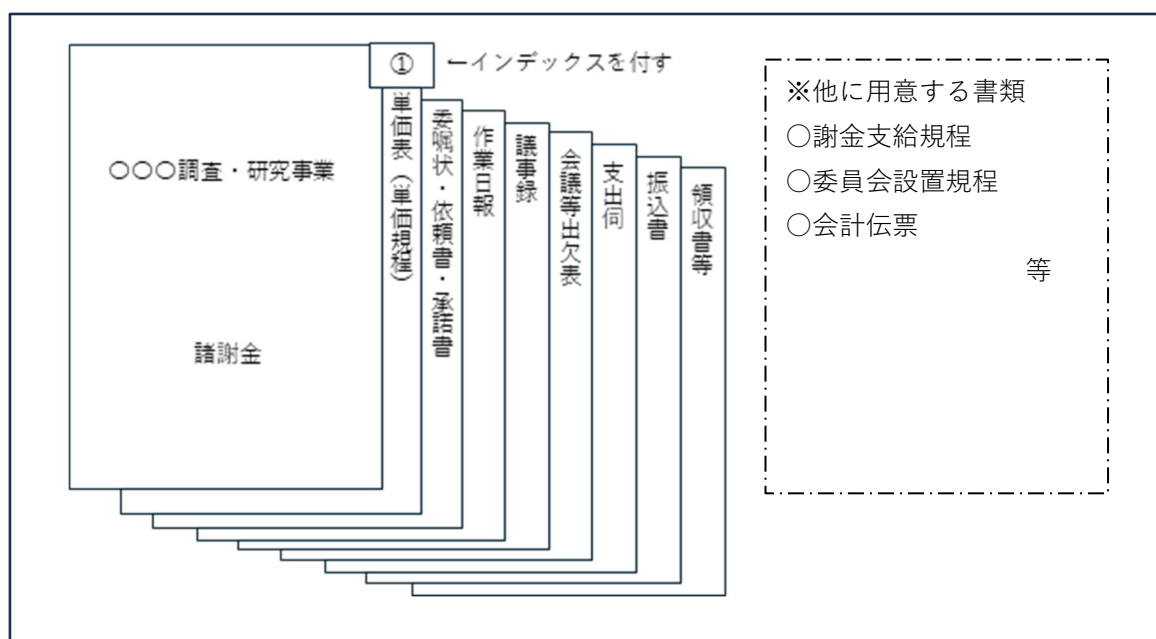 ①
←インデックスを付す
○○○調査・研究事業
諸謝金
単価表（単価規程）
委嘱状・依頼書・承諾書
作業日報
議事録
会議等出欠表
支出伺
振込書
領収書等
※他に用意する書類
○謝金支給規程
○委員会設置規程
○会計伝票
等